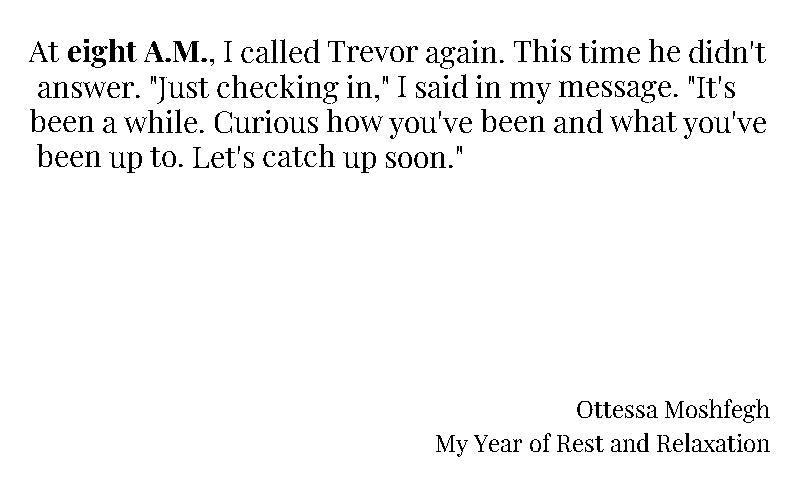 At eight A.M., I called Trevor again. This time he didn't
answer. "Just checking in," I said in my message. "It's
been a while. Curious how you've been and what you've
been up to. Let's catch up soon."
Ottessa Moshfegh
My Year of Rest and Relaxation